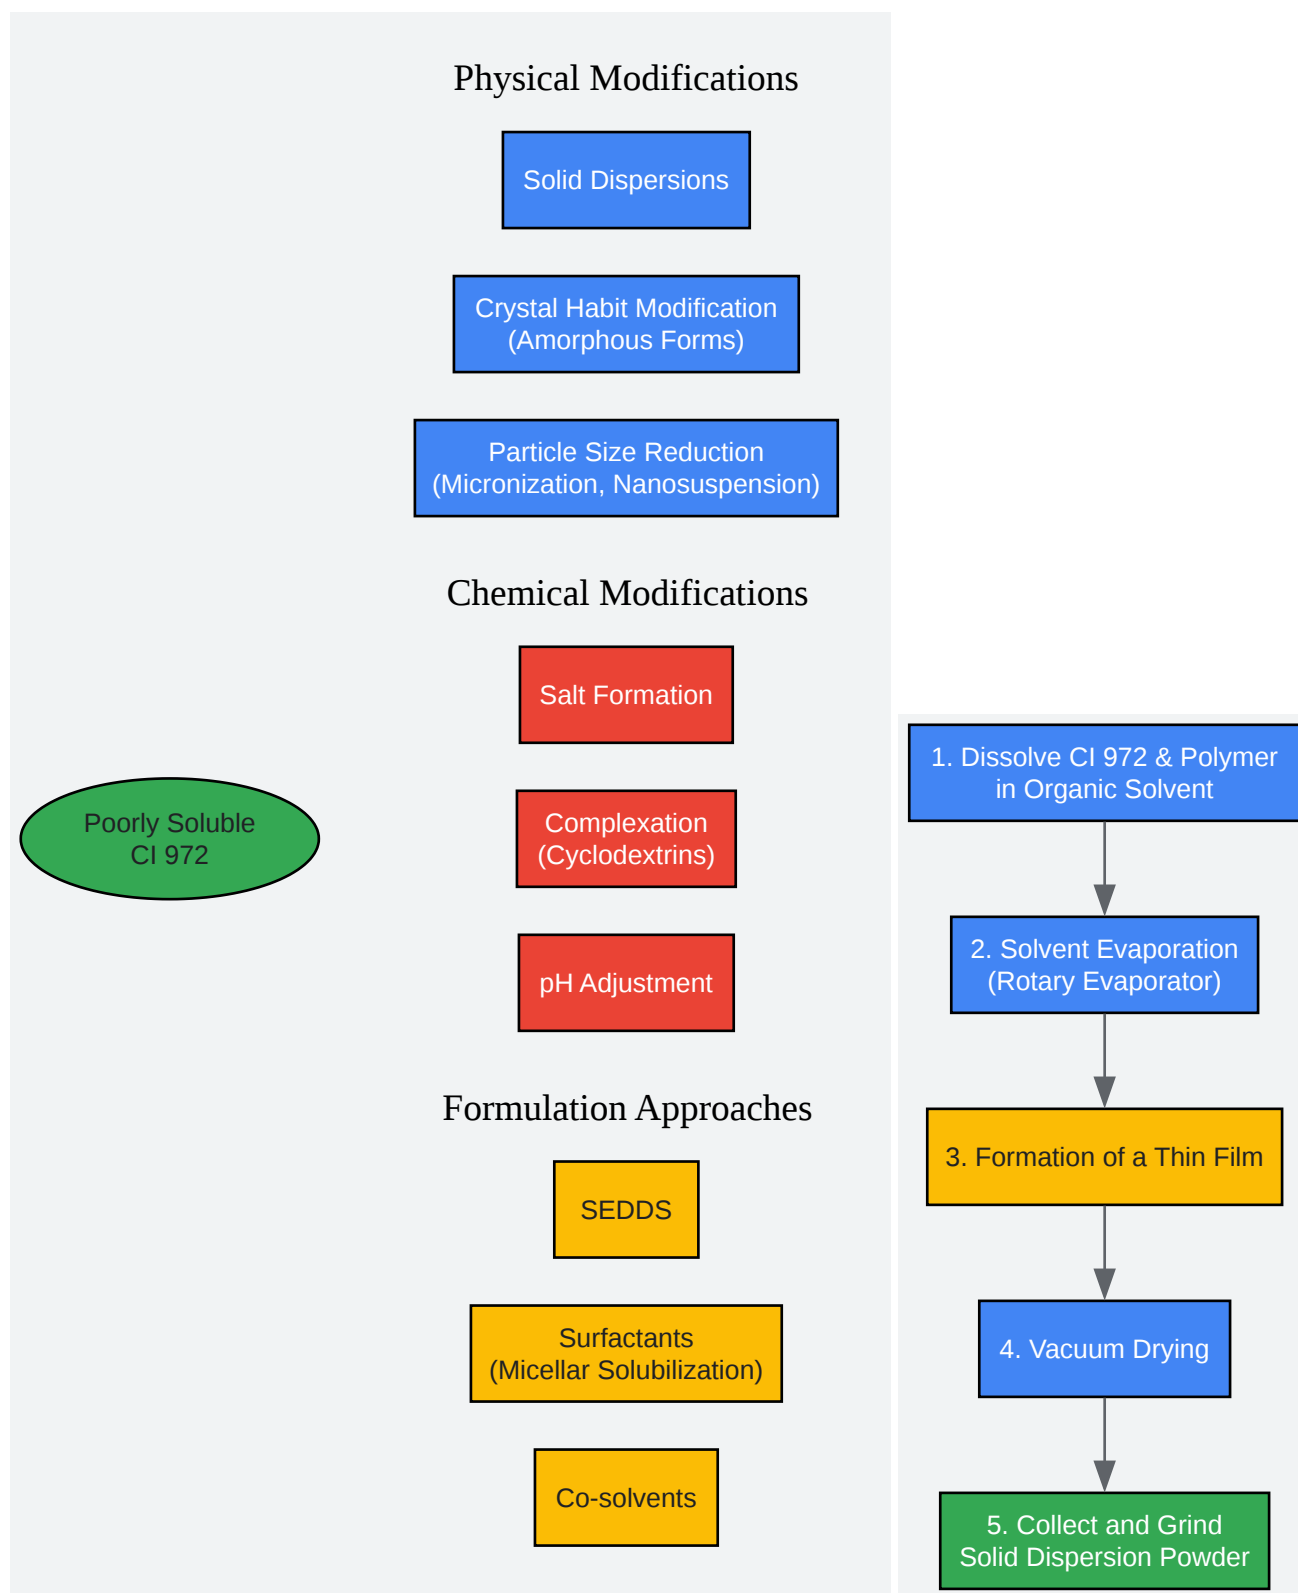 Physical Modifications
Solid Dispersions
Crystal Habit Modification
(Amorphous Forms)
Particle Size Reduction
(Micronization, Nanosuspension)
Chemical Modifications
Salt Formation
Poorly Soluble
CI 972
Complexation
(Cyclodextrins)
pH Adjustment
Formulation Approaches
SEDDS
Surfactants
(Micellar Solubilization)
Co-solvents
1. Dissolve CI 972 & Polymer
in Organic Solvent
2. Solvent Evaporation
(Rotary Evaporator)
3. Formation of a Thin Film
4. Vacuum Drying
5. Collect and Grind
Solid Dispersion Powder